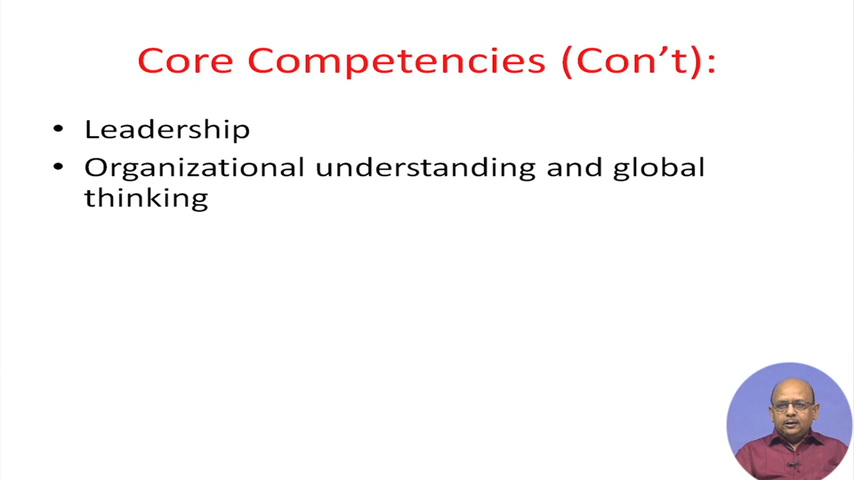 Core Competencies (Con’t):
• Leadership
• Organizational understanding and global
thinking